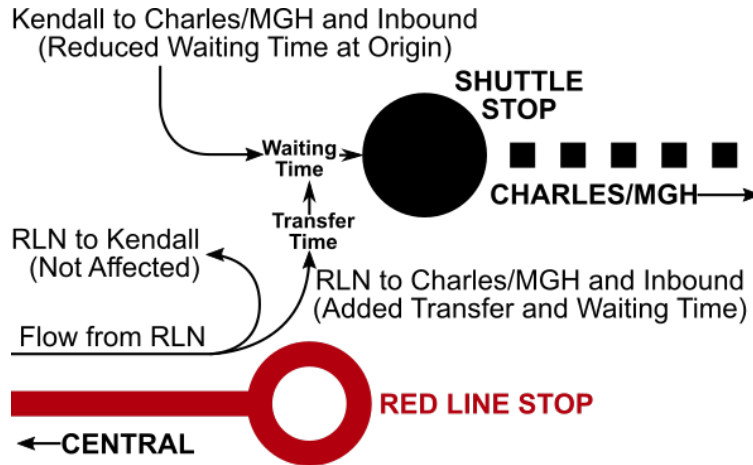 Kendall to Charles/MGH and Inbound
(Reduced Waiting Time at Origin)
SHUTTLE
STOP
Waiting
Time
CHARLES/MGH
Transfer
Time
RLN to Kendall
(Not Affected)
RLN to Charles/MGH and Inbound
(Added Transfer and Waiting Time)
Flow from RLN
RED LINE STOP
CENTRAL